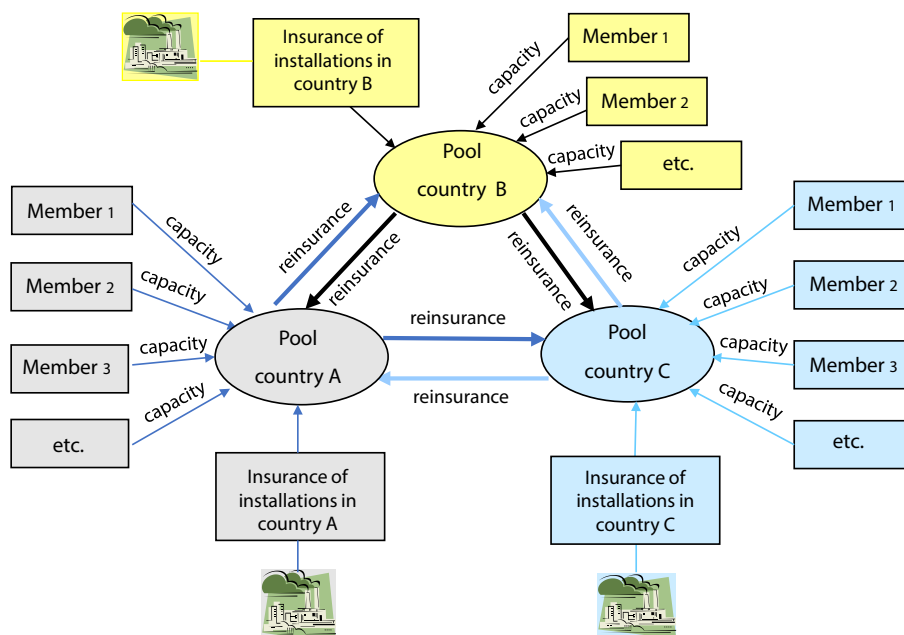 Insurance of
installations in
country B
Member 1
capacity
Member 2
capacity
etc.
capacity
Pool
country B
Member 1
capacity
Member 2
capacity
Member 3
capacity
etc.
capacity
reinsurance
reinsurance
reinsurance
reinsurance
reinsurance
reinsurance
Pool
country A
Pool
country C
Member 1
capacity
Member 2
capacity
Member 3
capacity
etc.
capacity
Insurance of
installations in
country A
Insurance of
installations in
country C